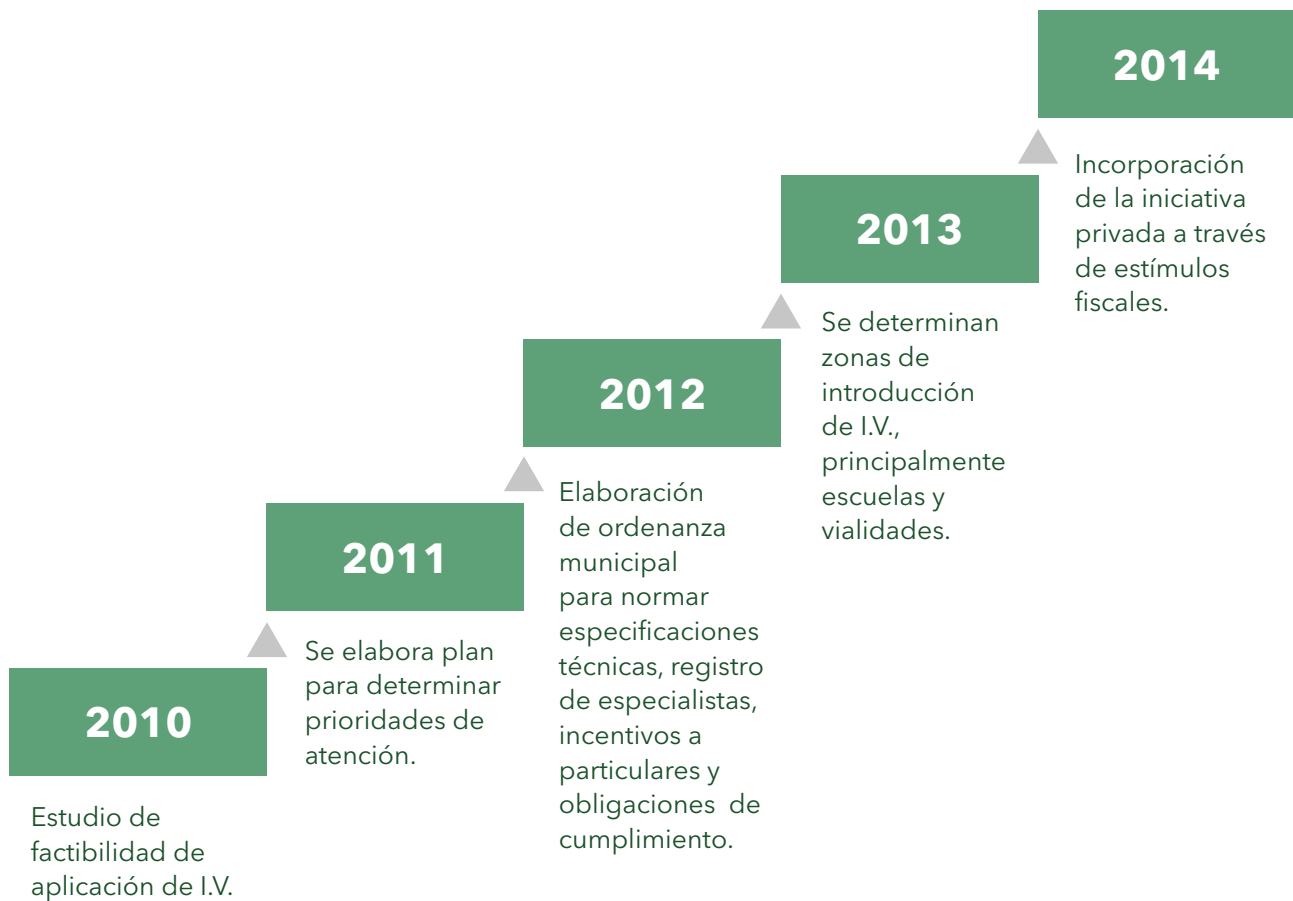 2010
Estudio de
factibilidad de
aplicación de I.V.
2011
Se elabora plan
para determinar
prioridades de
atención.
2012
Elaboración
de ordenanza
municipal
para normar
especificaciones
técnicas, registro
de especialistas,
incentivos a
particulares y
obligaciones  de
cumplimiento.
2013
Se determinan
zonas de
introducción
de I.V.,
principalmente
escuelas y
vialidades.
2014
Incorporación
de la iniciativa
privada a través
de estímulos
fiscales.